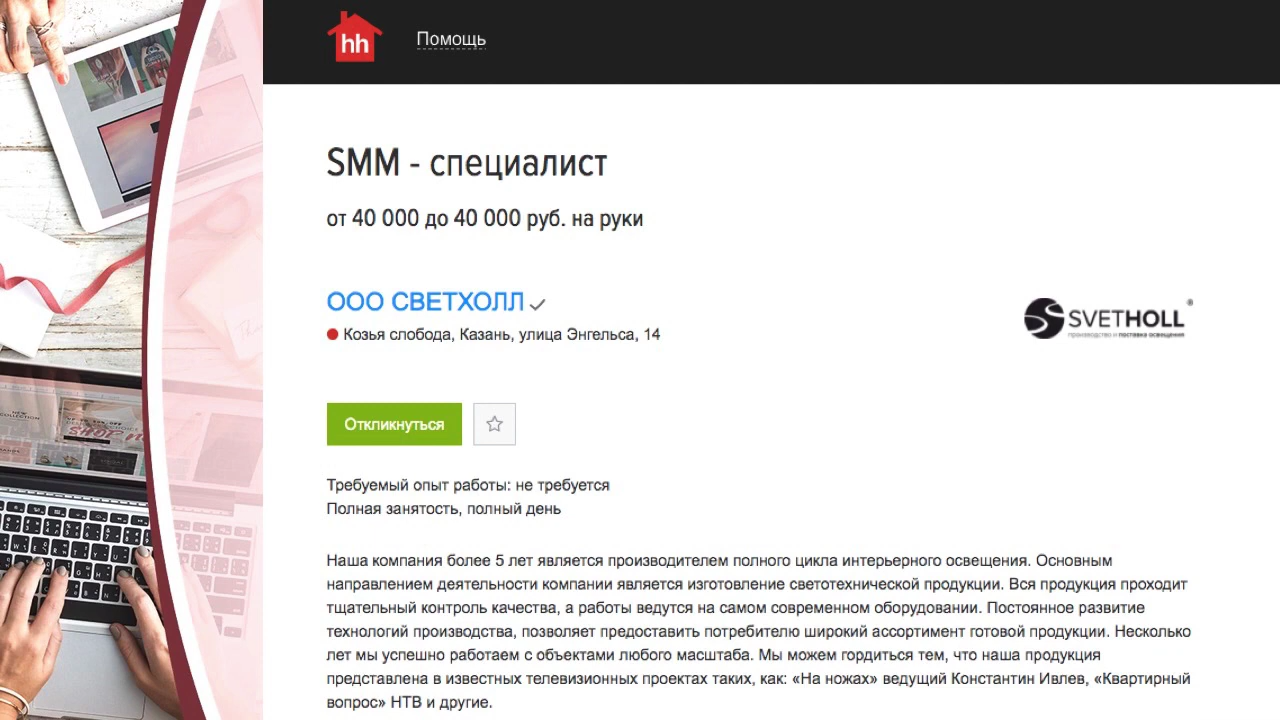 hh
Помощь
SMM - специалист
от 40 000 до 40 000 руб. на руки
ООО СВЕТХОЛЛ
Козья слобода, Казань, улица Энгельса, 14
SVETHOLL
производство и поставка освещения
Откликнуться
Требуемый опыт работы: не требуется
Полная занятость, полный день
Наша компания более 5 лет является производителем полного цикла интерьерного освещения. Основным
направлением деятельности компании является изготовление светотехнической продукции. Вся продукция проходит
тщательный контроль качества, а работы ведутся на самом современном оборудовании. Постоянное развитие
технологий производства, позволяет предоставить потребителю широкий ассортимент готовой продукции. Несколько
лет мы успешно работаем с объектами любого масштаба. Мы можем гордиться тем, что наша продукция
представлена в известных телевизионных проектах таких, как: «На ножах» ведущий Константин Ивлев, «Квартирный
вопрос» НТВ и другие.